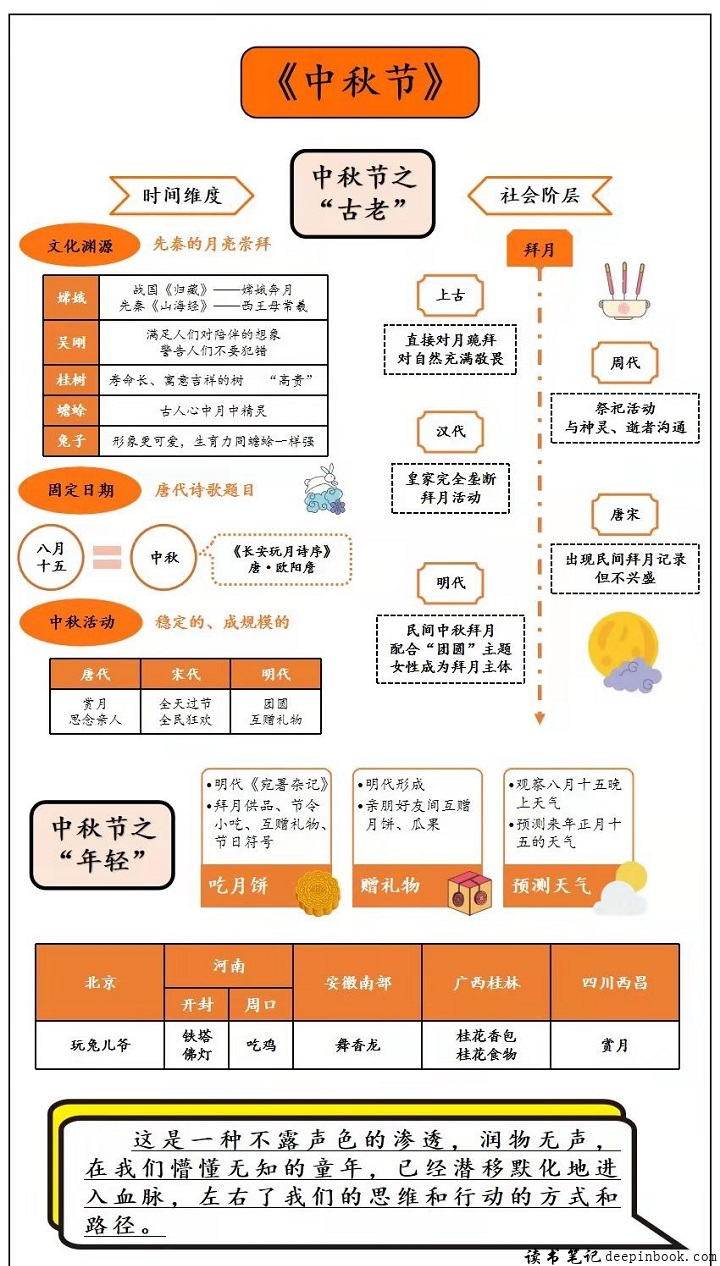 《中秋节》
中秋节之
“古老”
时间维度
社会阶层
文化渊源
先秦的月亮崇拜
嫦娥
战国《归藏》——嫦娥奔月
先秦《山海经》——西王母常羲
吴刚
满足人们对陪伴的想象
警告人们不要犯错
桂树
寿命长、寓意吉祥的树 “高贵”
蟾蜍
古人心中月中精灵
兔子
形象更可爱，生育力同蟾蜍一样强
固定日期
唐代诗歌题目
八月
十五
中秋
《长安玩月诗序》
唐·欧阳詹
中秋活动
稳定的、成规模的
唐代
宋代
明代
赏月
思念亲人
全天过节
全民狂欢
团圆
互赠礼物
拜月
上古
直接对月跪拜
对自然充满敬畏
周代
祭祀活动
与神灵、逝者沟通
汉代
皇家完全垄断
拜月活动
唐宋
出现民间拜月记录
但不兴盛
明代
民间中秋拜月
配合“团圆”主题
女性成为拜月主体
中秋节之
“年轻”
•明代《宛署杂记》
•拜月供品、节令
小吃、互赠礼物、
节日符号
吃月饼
•明代形成
•亲朋好友间互赠
月饼、瓜果
赠礼物
•观察八月十五晚
上天气
•预测来年正月十
五的天气
预测天气
北京
河南
开封
周口
安徽南部
广西桂林
四川西昌
玩兔儿爷
铁塔
佛灯
吃鸡
舞香龙
桂花香包
桂花食物
赏月
这是一种不露声色的渗透，润物无声，
在我们懵懂无知的童年，已经潜移默化地进
入血脉，左右了我们的思维和行动的方式和
路径。
读书笔记deepinbook.com